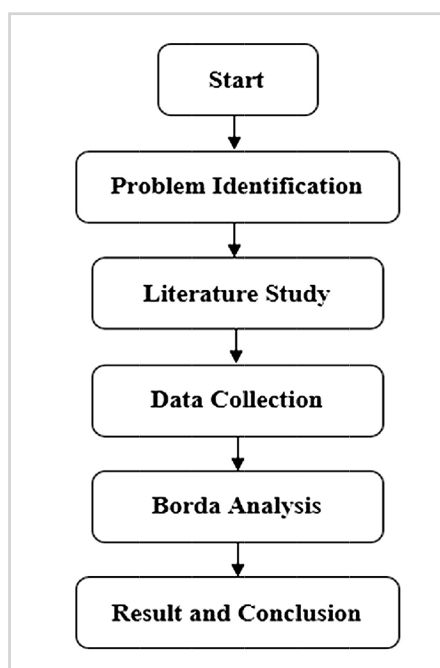 Start
Problem Identification
Literature Study
Data Collection
Borda Analysis
Result and Conclusion